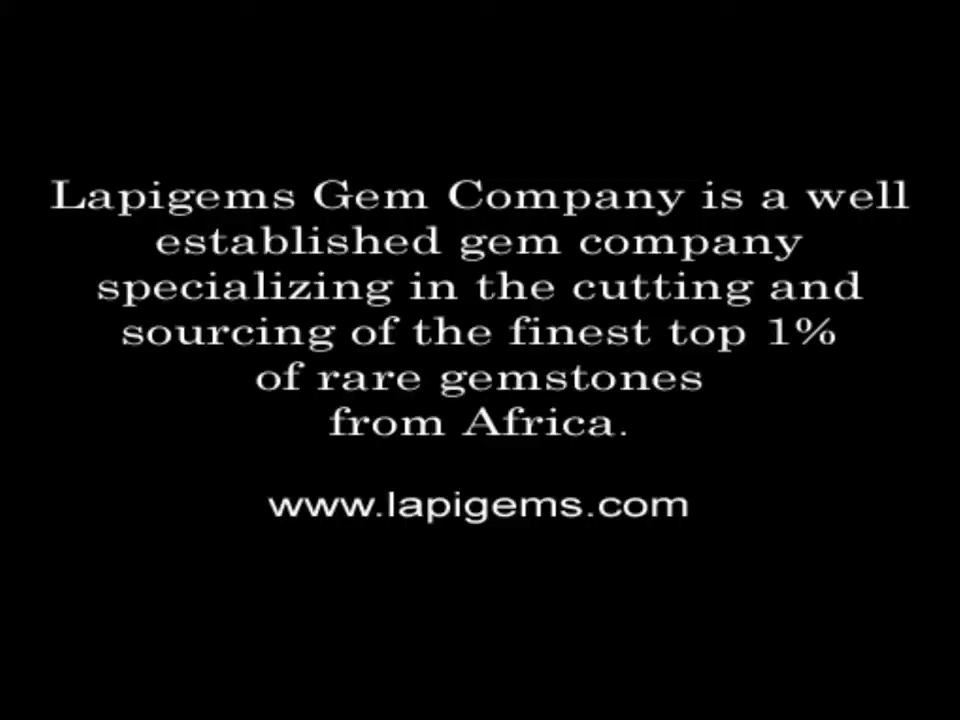 Lapigems Gem Company is a well
established gem company
specializing in the cutting and
sourcing of the finest top 1%
of rare gemstones
from Africa.
www.lapigems.com